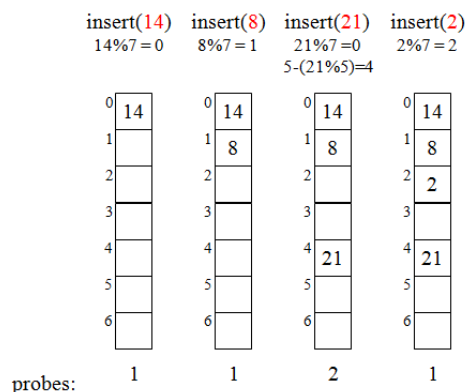 insert(14) insert(8) insert(21) insert(2)
14%7 = 0 8%7 = 1 21%7 =0 2%7 = 2
5-(21%5)=4
0 14 0 14 0 14 0 14
1 1 8 1 8 1 8
2 2 2 2 2
3 3 3 3
4 4 4 21 4 21
5 5 5 5
6 6 6 6
probes: 1 1 2 1